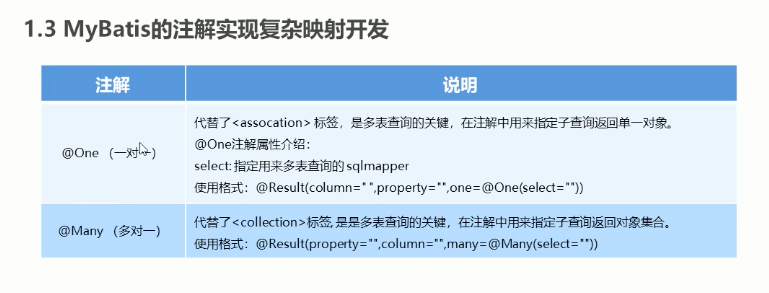 1.3 MyBatis的注解实现复杂映射开发
注解
说明
@One （一对一）
代替了<assocation> 标签，是多表查询的关键，在注解中用来指定子查询返回单一对象。
@One注解属性介绍：
select: 指定用来多表查询的 sqlmapper
使用格式：@Result(column=" ",property="",one=@One(select=""))
@Many （多对一）
代替了<collection>标签, 是是多表查询的关键，在注解中用来指定子查询返回对象集合。
使用格式：@Result(property="",column="",many=@Many(select=""))